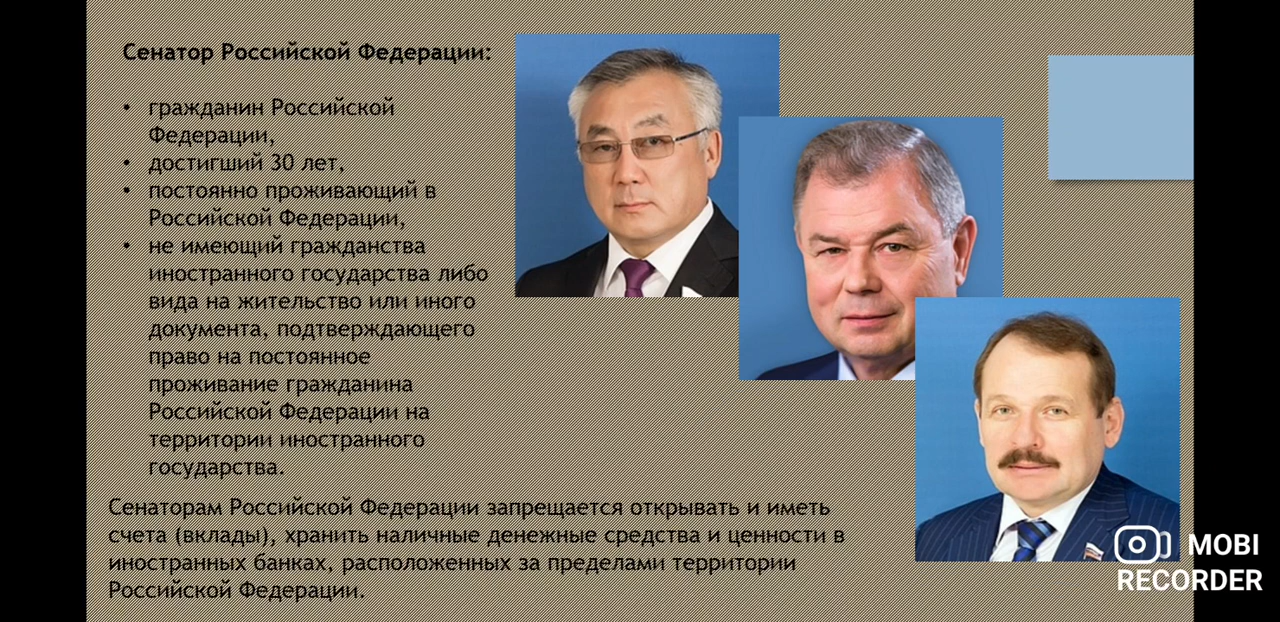 Сенатор Российской Федерации:
• гражданин Российской
Федерации,
• достигший 30 лет,
• постоянно проживающий в
Российской Федерации,
• не имеющий гражданства
иностранного государства либо
вида на жительство или иного
документа, подтверждающего
право на постоянное
проживание гражданина
Российской Федерации на
территории иностранного
государства.
Сенаторам Российской Федерации запрещается открывать и иметь
счета (вклады), хранить наличные денежные средства и ценности в
иностранных банках, расположенных за пределами территории
Российской Федерации.
MOBI
RECORDER